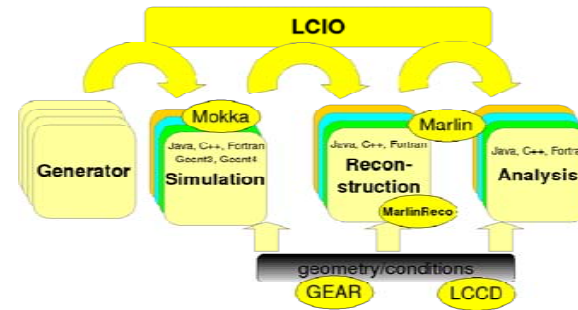 LCIO
Mokka
Marlin
Generator
Java, C++, Fortran
Geant3, Geant4
Simulation
Java, C++, Fortran
Recon-
struction
MarlinReco
Java, C++, Fortran
Analysis
geometry/conditions
GEAR
LCCD